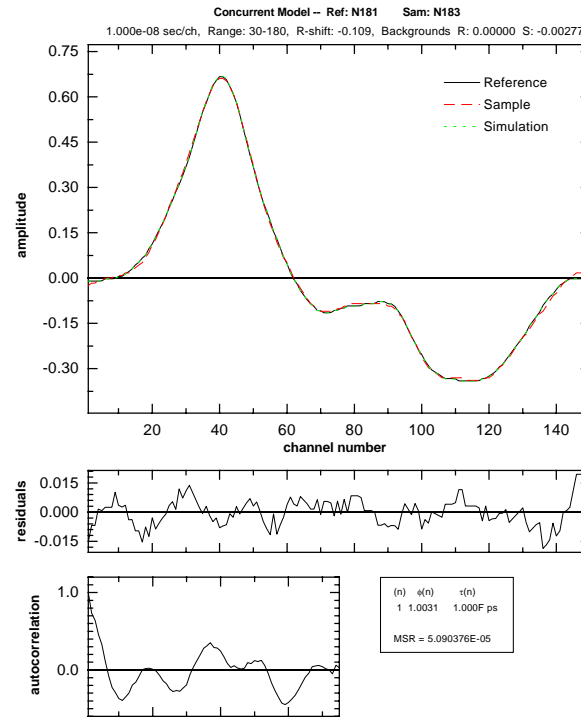 Concurrent Model -- Ref: N181 Sam: N183
1.000e-08 sec/ch, Range: 30-180, R-shift: -0.109, Backgrounds R: 0.00000 S: -0.00277
0.75
0.60
0.45
0.30
0.15
0.00
-0.15
-0.30
amplitude
Reference
Sample
Simulation
20
40
60
80
100
120
140
channel number
0.015
0.000
-0.015
residuals
1.0
0.0
autocorrelation
(n) ϕ(n) τ(n)
1 1.0031 1.000F ps
MSR = 5.090376E-05